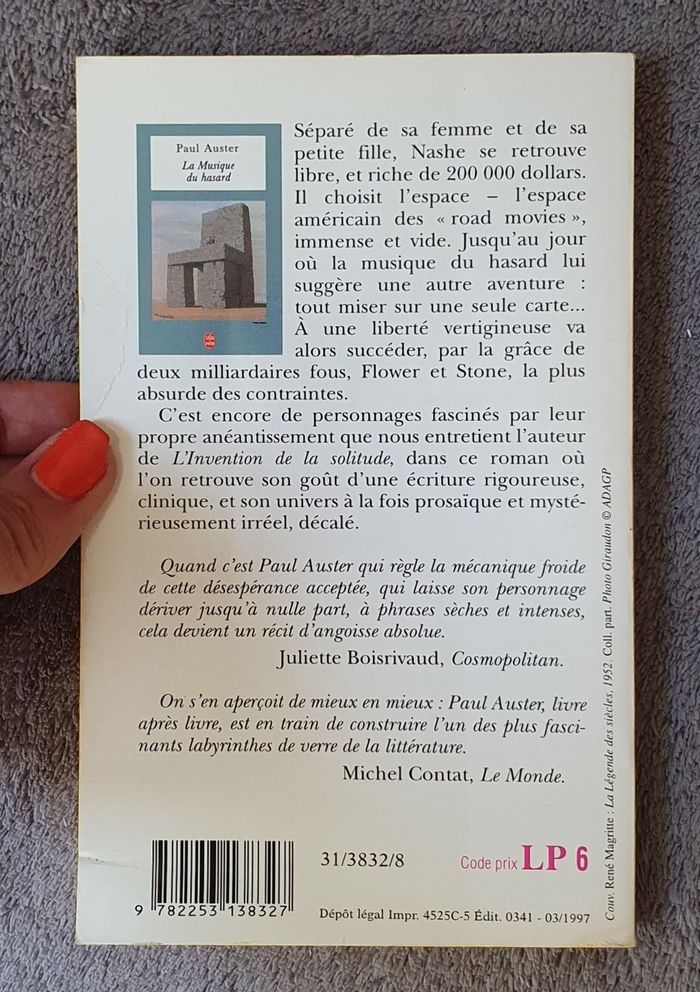 Paul Auster
La Musique
du hasard
Séparé de sa femme et de sa
petite fille, Nashe se retrouve
libre, et riche de 200 000 dollars.
Il choisit l'espace – l'espace
américain des « road movies »,
immense et vide. Jusqu'au jour
où la musique du hasard lui
suggère une autre aventure :
tout miser sur une seule carte...
À une liberté vertigineuse va
alors succéder, par la grâce de
deux milliardaires fous, Flower et Stone, la plus
absurde des contraintes.
C'est encore de personnages fascinés par leur
propre anéantissement que nous entretient l'auteur
de L'Invention de la solitude, dans ce roman où
l'on retrouve son goût d'une écriture rigoureuse,
clinique, et son univers à la fois prosaïque et mysté-
rieusement irréel, décalé.
Quand c'est Paul Auster qui règle la mécanique froide
de cette désespérance acceptée, qui laisse son personnage
dériver jusqu'à nulle part, à phrases sèches et intenses,
cela devient un récit d'angoisse absolue.
Juliette Boisrivaud, Cosmopolitan.
On s'en aperçoit de mieux en mieux : Paul Auster, livre
après livre, est en train de construire l'un des plus fasci-
nants labyrinthes de verre de la littérature.
Michel Contat, Le Monde.
Couv. René Magritte : La Légende des siècles, 1952. Coll. part. Photo Giraudon © ADAGP
31/3832/8
Code prix LP 6
9 782253 138327
Dépôt légal Impr. 4525C-5 Édit. 0341 - 03/1997